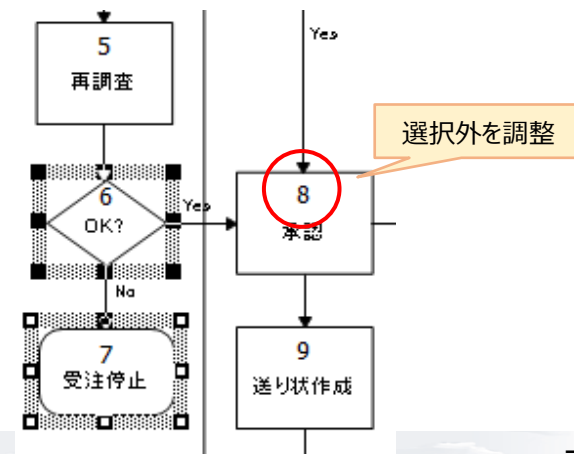 5
再調査
Yes
選択外を調整
6
OK?
Yes
8
承認
No
7
受注停止
9
送り状作成